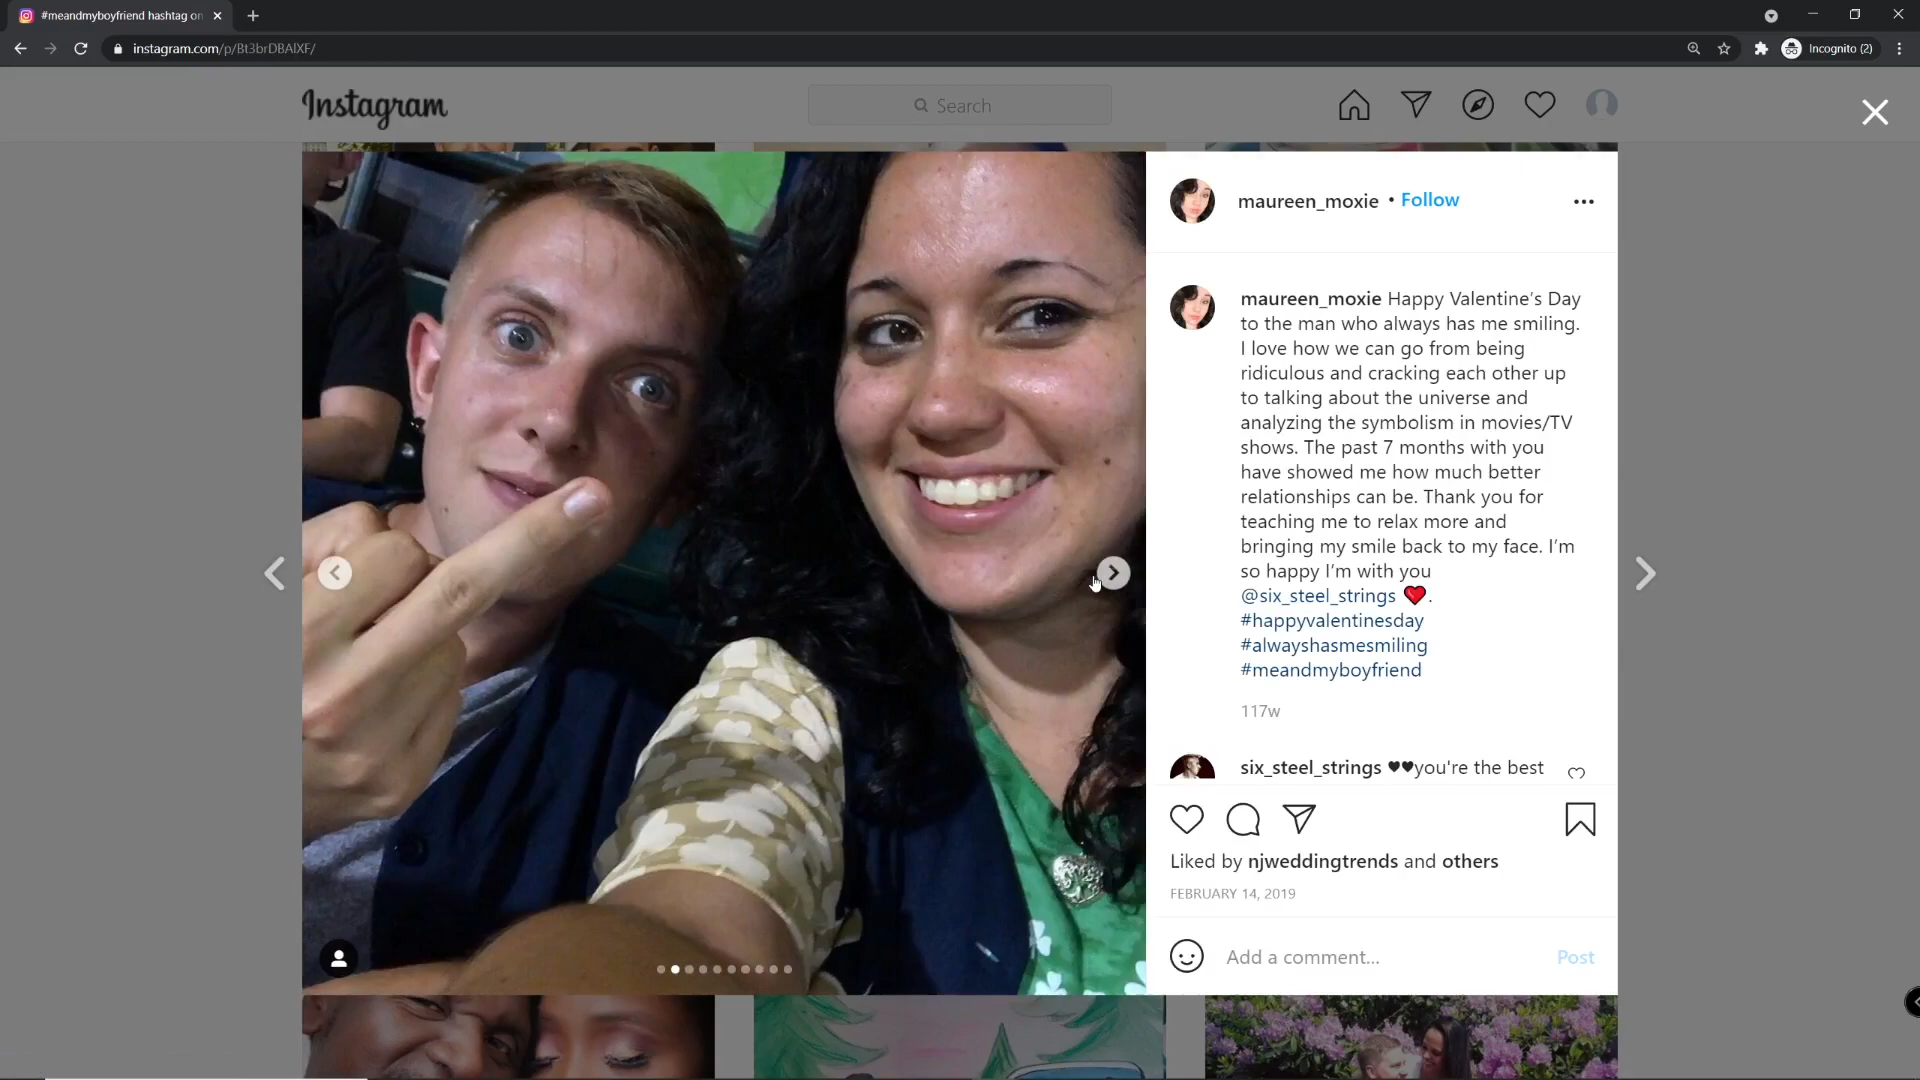 #meandmyboyfriend hashtag on
instagram.com/p/Bt3brDBAlXF/
Incognito (2)
Instagram
Search
maureen_moxie • Follow
maureen_moxie Happy Valentine's Day
to the man who always has me smiling.
I love how we can go from being
ridiculous and cracking each other up
to talking about the universe and
analyzing the symbolism in movies/TV
shows. The past 7 months with you
have showed me how much better
relationships can be. Thank you for
teaching me to relax more and
bringing my smile back to my face. I'm
so happy I'm with you
@six_steel_strings ❤️.
#happyvalentinesday
#alwayshasmesmiling
#meandmyboyfriend
117w
six_steel_strings ♥♥you're the best
Liked by njweddingtrends and others
FEBRUARY 14, 2019
Add a comment...
Post